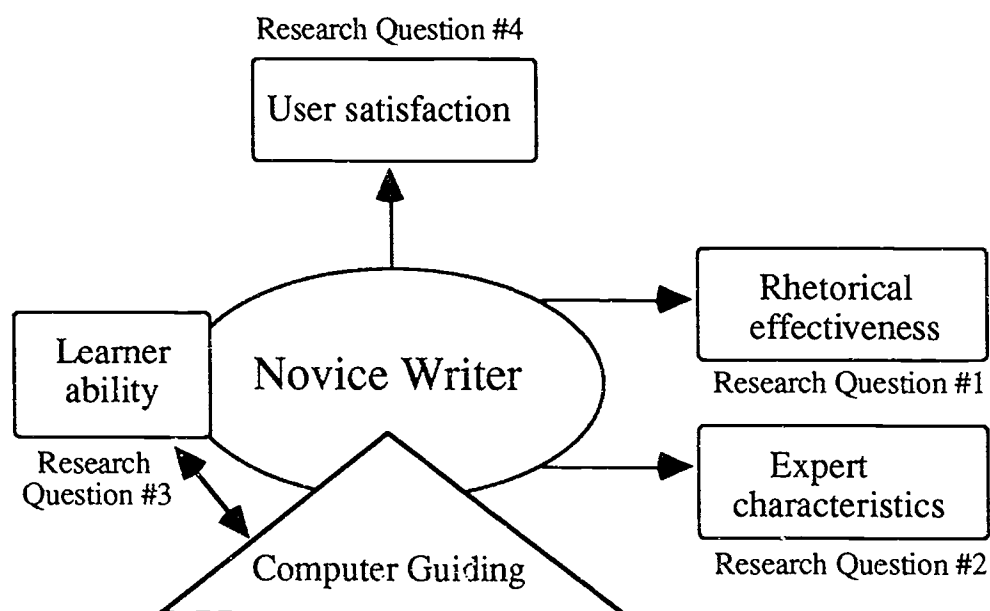 Research Question #4
User satisfaction
Rhetorical
effectiveness
Research Question #1
Learner
ability
Novice Writer
Research
Question #3
Expert
characteristics
Research Question #2
Computer Guiding